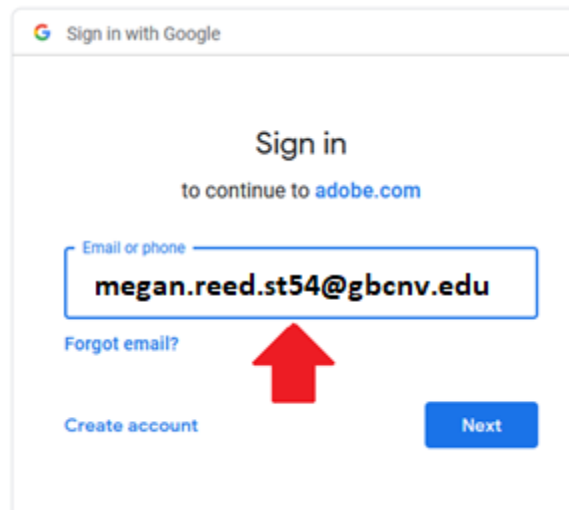 Sign in with Google
Sign in
to continue to adobe.com
Email or phone
megan.reed.st54@gbcnv.edu
Forgot email?
Create account
Next